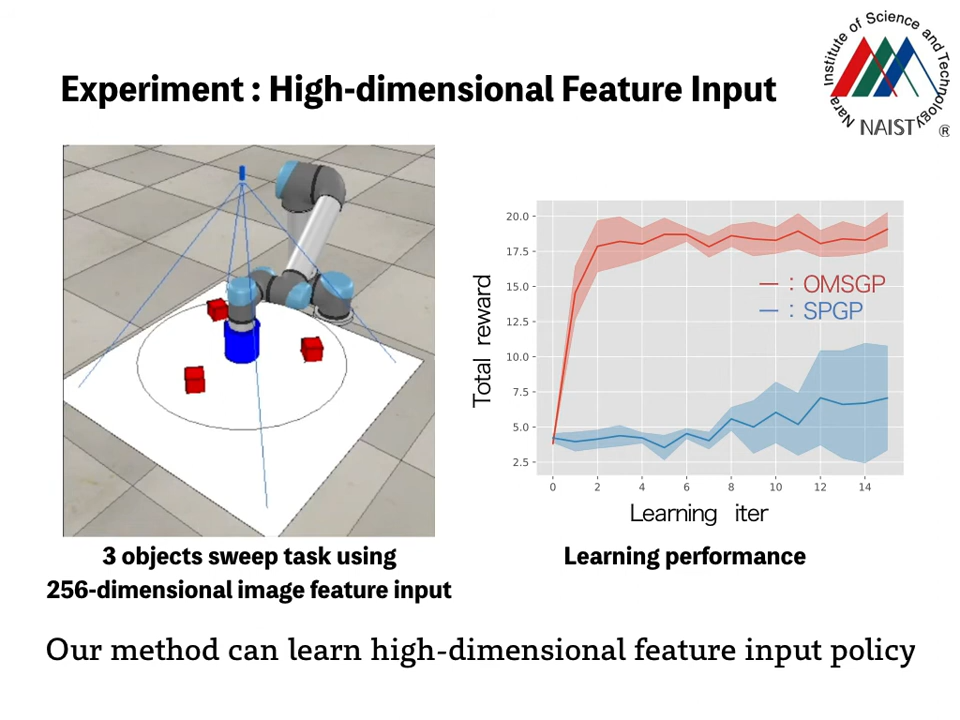 Nara Institute of Science and Technology
NAIST
®
Experiment : High-dimensional Feature Input
20.0
17.5
15.0
12.5
10.0
7.5
5.0
2.5
0 2 4 6 8 10 12 14
Total reward
Learning iter
: OMSGP
: SPGP
3 objects sweep task using
256-dimensional image feature input
Learning performance
Our method can learn high-dimensional feature input policy